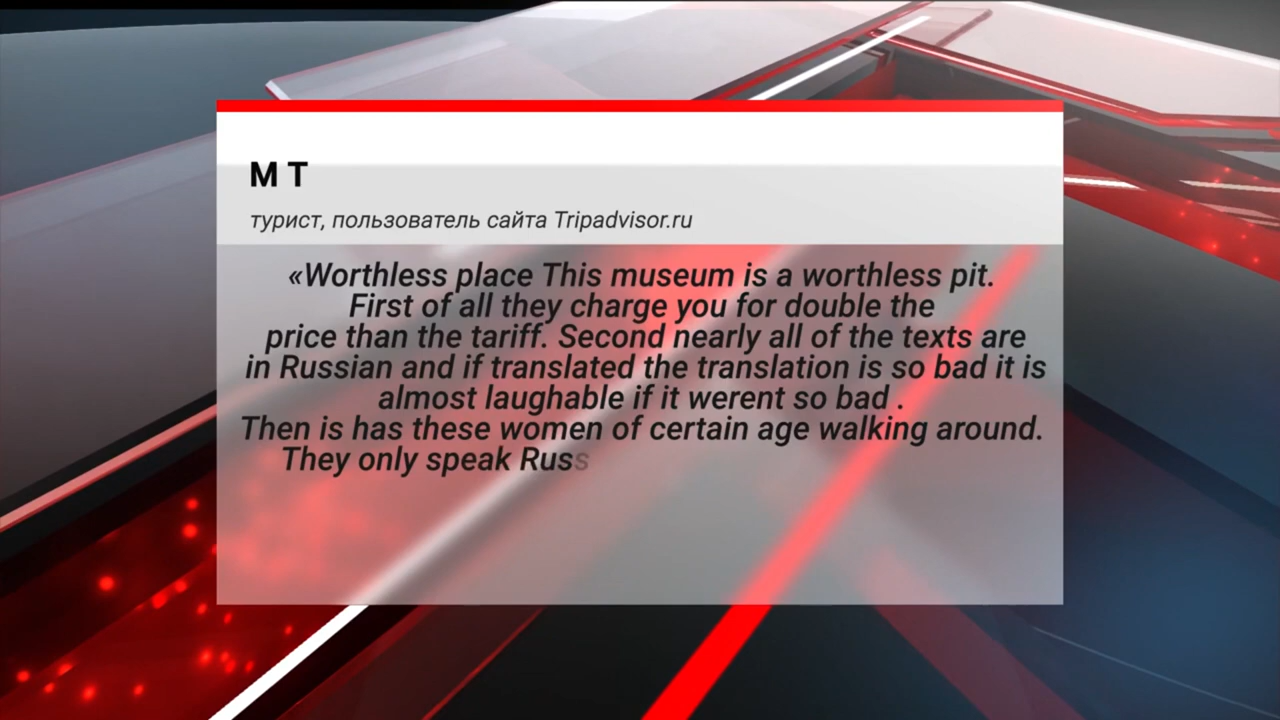 М Т
турист, пользователь сайта Tripadvisor.ru
«Worthless place This museum is a worthless pit.
First of all they charge you for double the
price than the tariff. Second nearly all of the texts are
in Russian and if translated the translation is so bad it is
almost laughable if it werent so bad .
Then is has these women of certain age walking around.
They only speak Russ